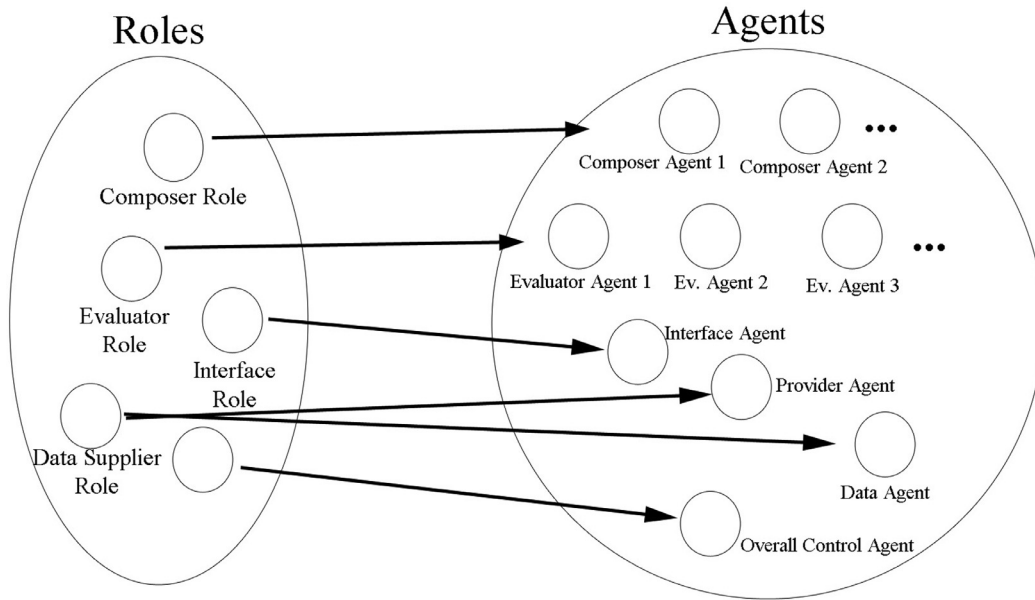 Roles
Agents
Composer Role
Evaluator
Role
Interface
Role
Data Supplier
Role
Composer Agent 1
Composer Agent 2
...
Evaluator Agent 1
Ev. Agent 2
Ev. Agent 3
...
Interface Agent
Provider Agent
Data Agent
Overall Control Agent